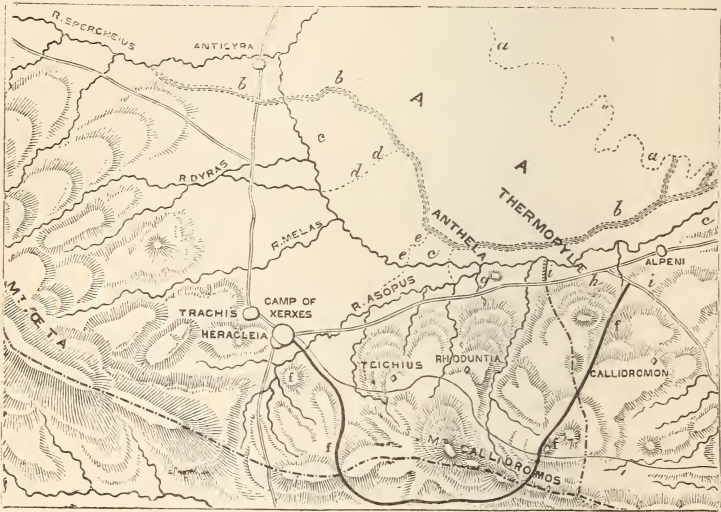 R. SPERCHEIUS
ANTICYRA
a
b
b
A
c
d
d
A
a
R. DYRAS
b
c
ANTHELA
THERMOPYLÆ
R. MELAS
e
e
c
ALPENI
g
i
h
i
R. ASOPUS
MT. ŒTA
TRACHIS
CAMP OF
XERXES
HERACLEIA
f
TEICHIUS
RHODUNTIA
CALLIDROMON
f
f
f
MT. CALLIDROMOS